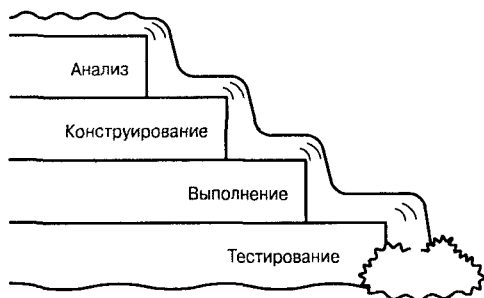 Анализ
Конструирование
Выполнение
Тестирование